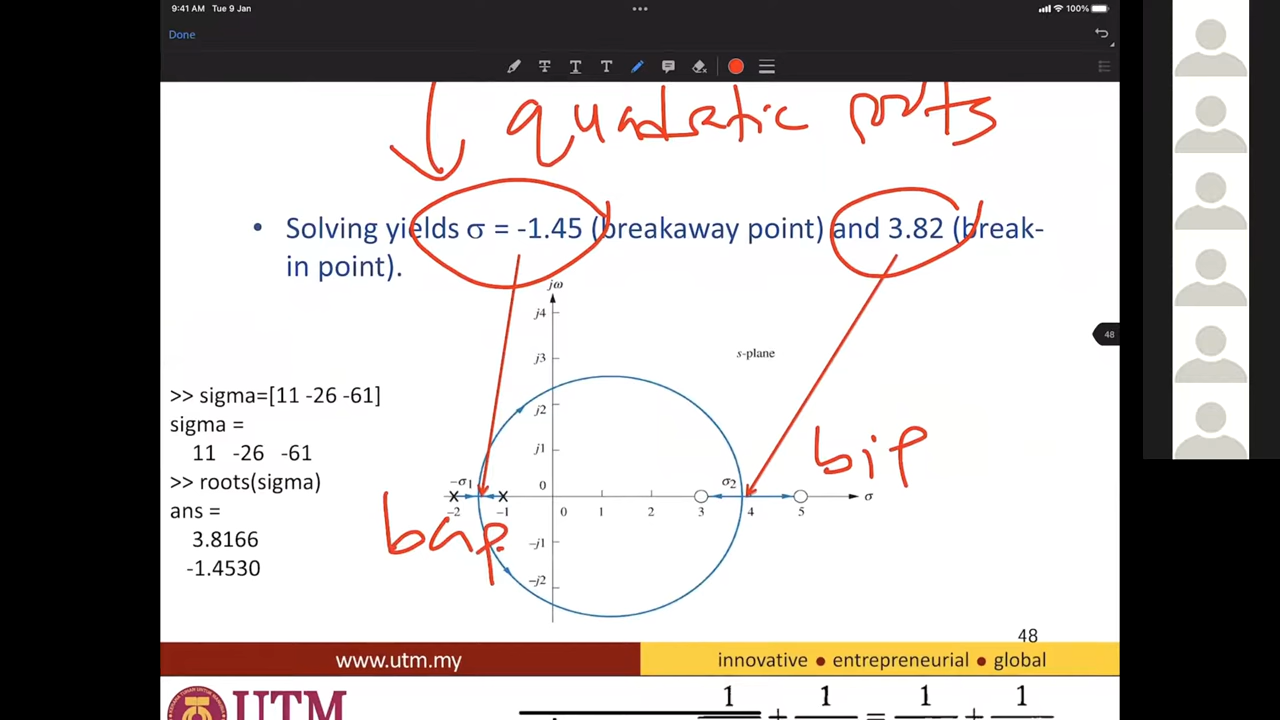 9:41 AM Tue 9 Jan
100%
Done
quadratic roots
• Solving yields σ = -1.45 (breakaway point) and 3.82 (break-
in point).
jω
j4
j3
s-plane
j2
j1
0
-j1
-j2
−σ1
σ2
σ
-2 -1 0 1 2 3 4 5
bap
bip
>> sigma=[11 -26 -61]
sigma =
11 -26 -61
>> roots(sigma)
ans =
3.8166
-1.4530
48
48
www.utm.my
innovative ● entrepreneurial ● global
UTM
1 + 1 = 1 + 1